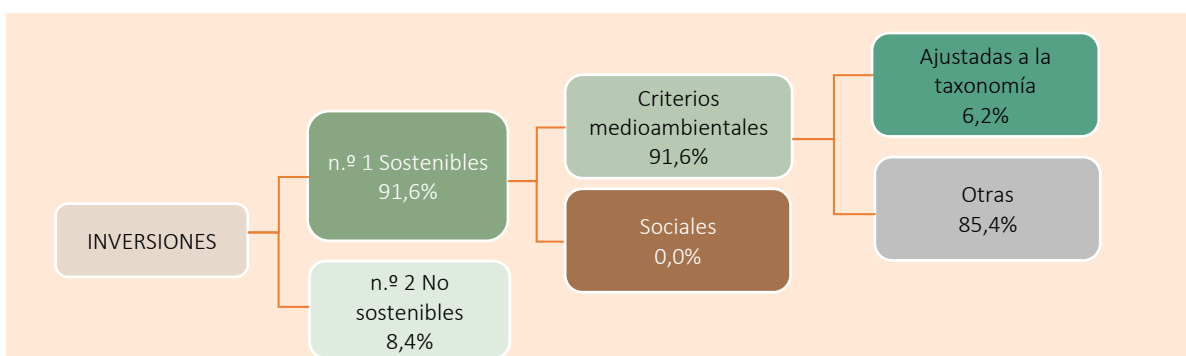 INVERSIONES
n.º 1 Sostenibles
91,6%
n.º 2 No
sostenibles
8,4%
Criterios
medioambientales
91,6%
Sociales
0,0%
Ajustadas a la
taxonomía
6,2%
Otras
85,4%